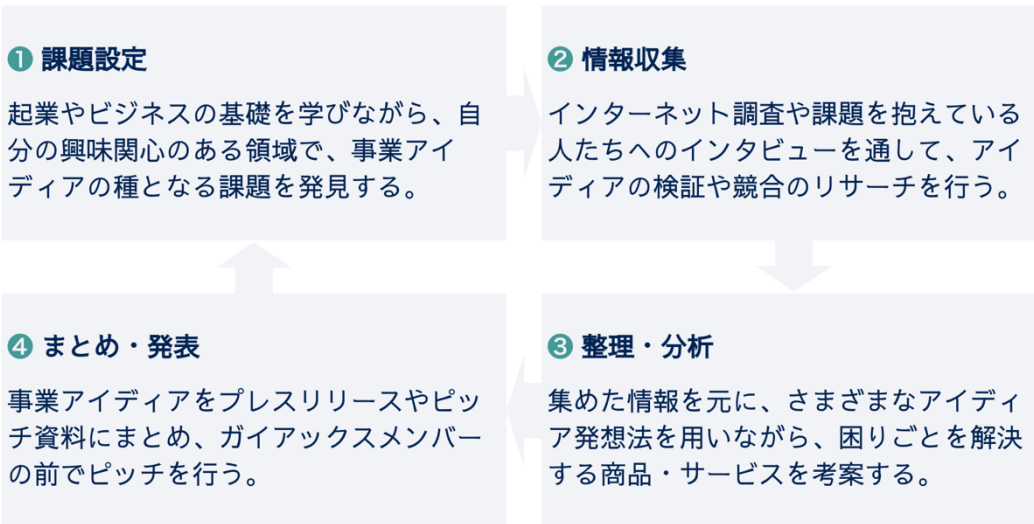 ❶ 課題設定
起業やビジネスの基礎を学びながら、自
分の興味関心のある領域で、事業アイ
ディアの種となる課題を発見する。
❷ 情報収集
インターネット調査や課題を抱えている
人たちへのインタビューを通して、アイ
ディアの検証や競合のリサーチを行う。
❸ 整理・分析
集めた情報を元に、さまざまなアイディ
ア発想法を用いながら、困りごとを解決
する商品・サービスを考案する。
❹ まとめ・発表
事業アイディアをプレスリリースやピッ
チ資料にまとめ、ガイアックスメンバー
の前でピッチを行う。